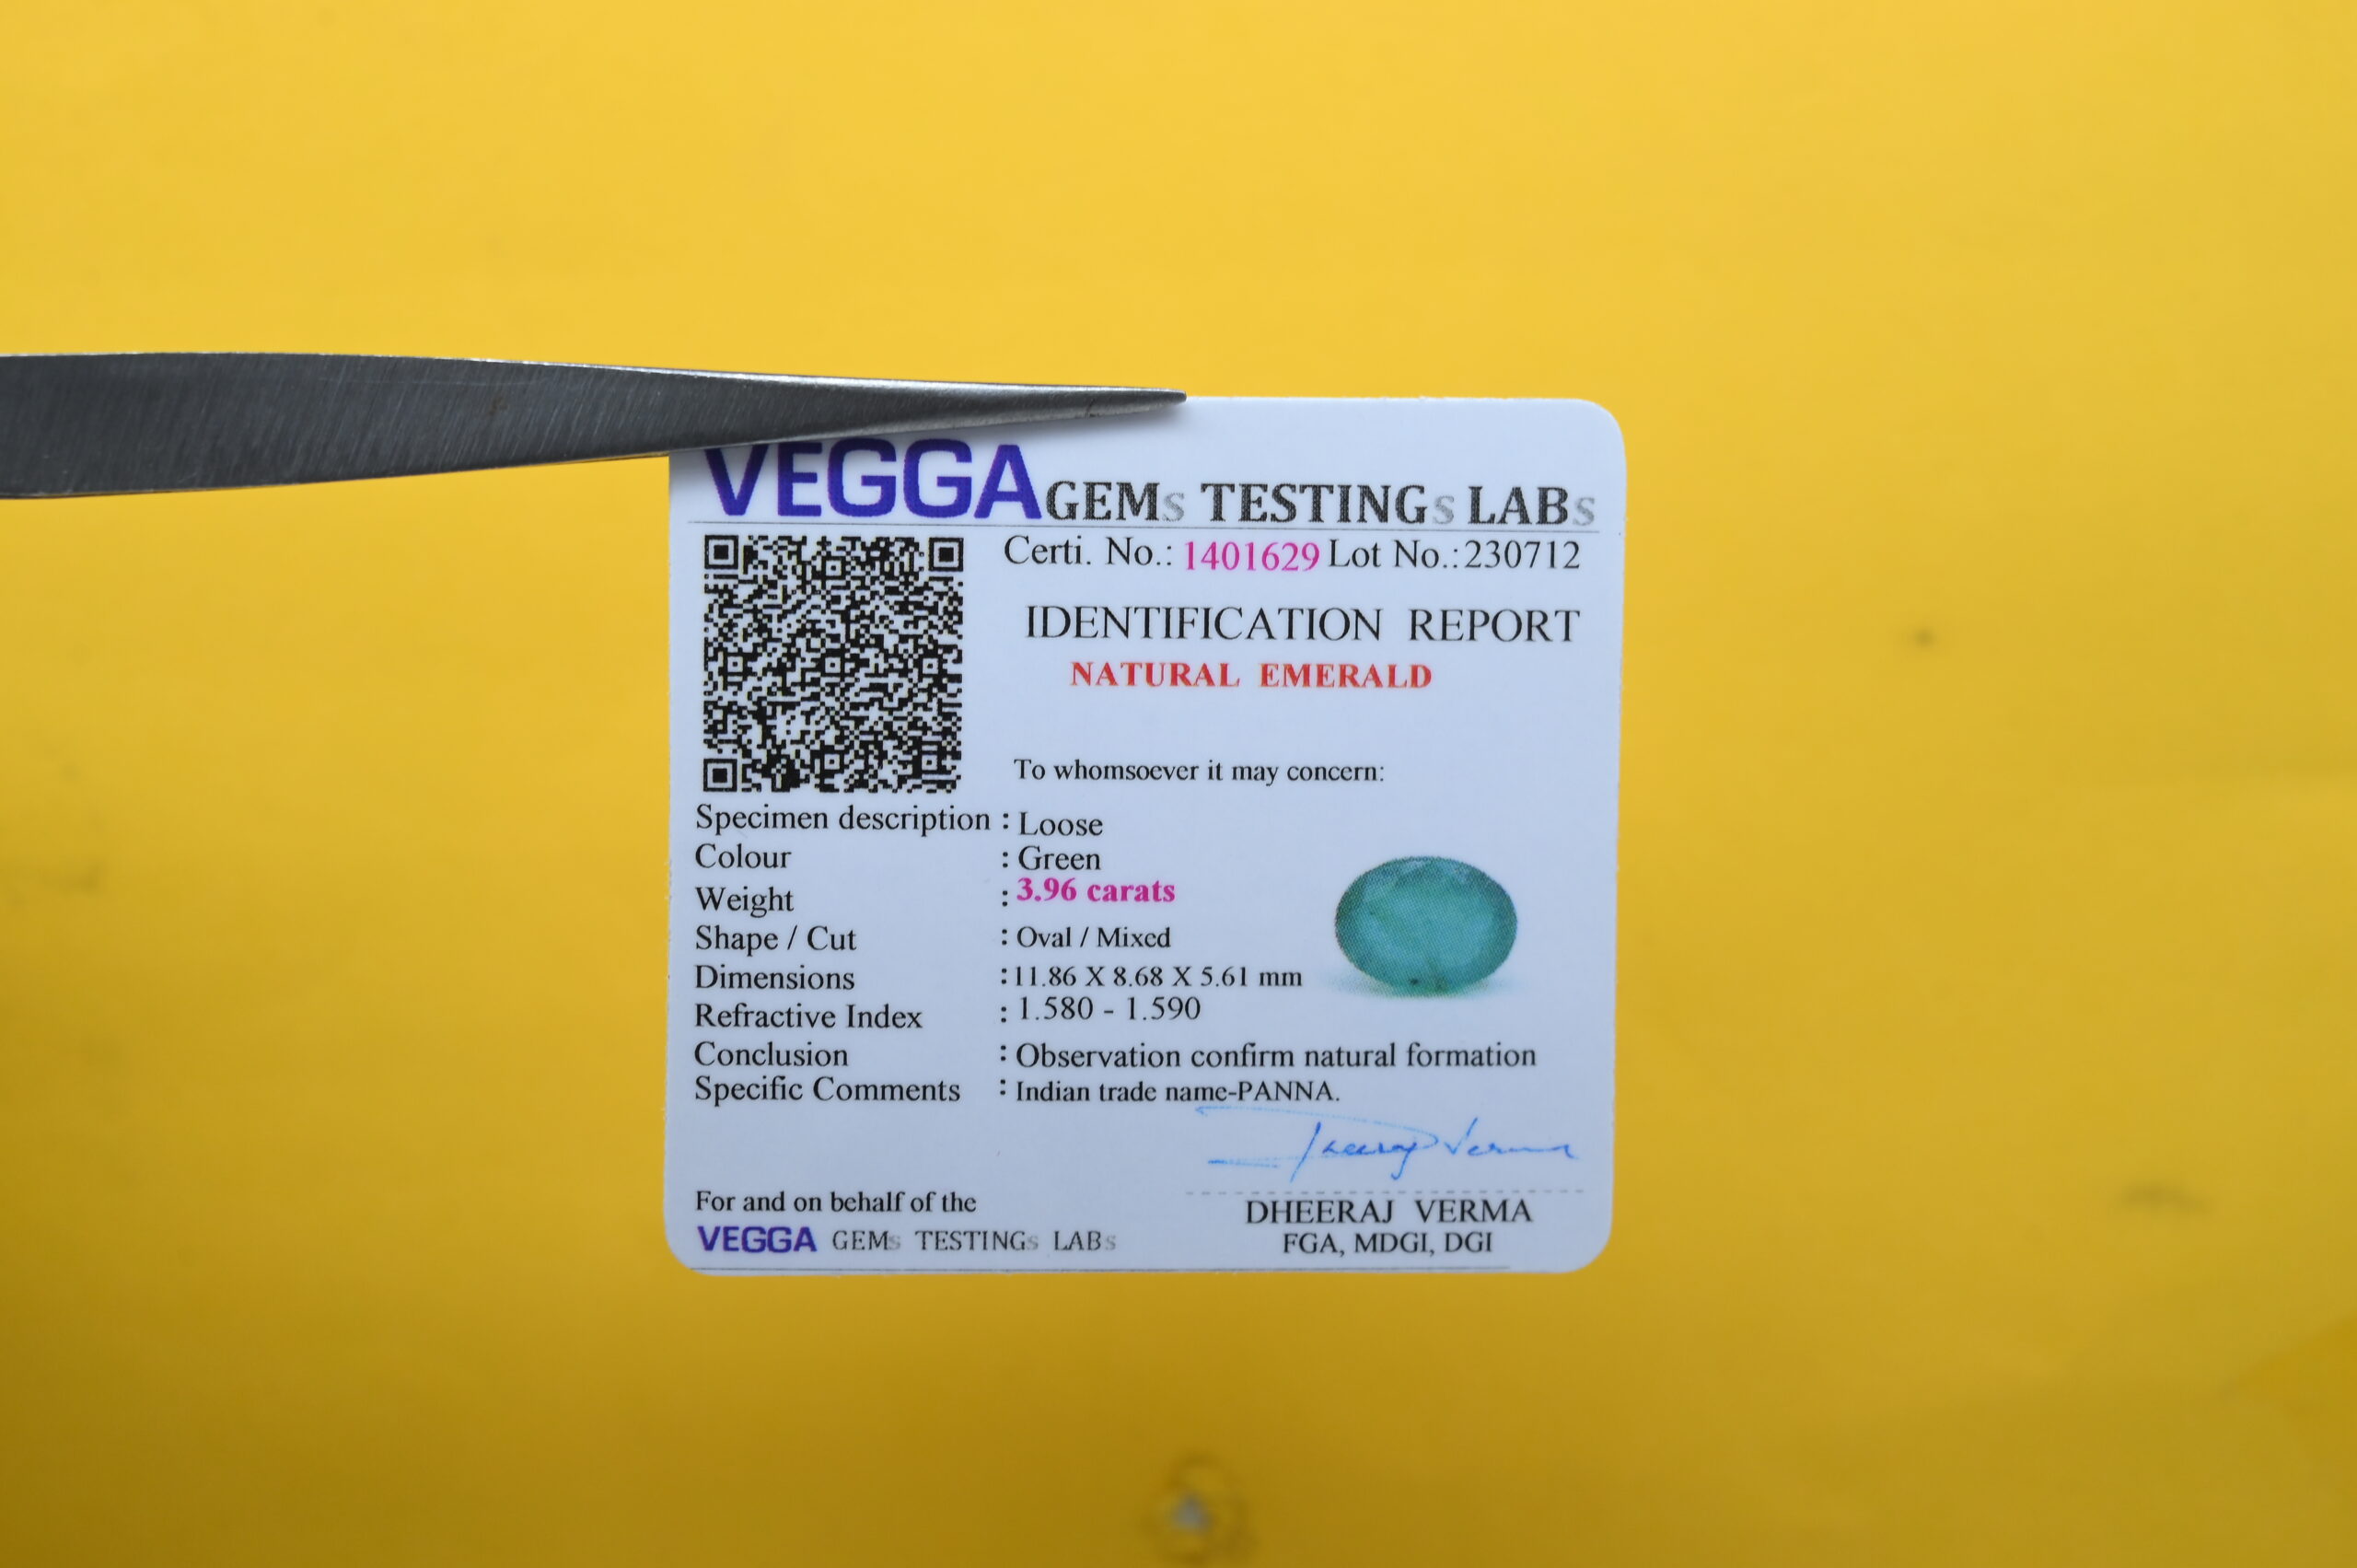 VEGGA GEMs TESTINGs LABs
Certi. No.: 1401629 Lot No.:230712
IDENTIFICATION REPORT
NATURAL EMERALD
To whomsoever it may concern:
Specimen description : Loose
Colour : Green
Weight : 3.96 carats
Shape / Cut : Oval / Mixed
Dimensions :11.86 X 8.68 X 5.61 mm
Refractive Index : 1.580 - 1.590
Conclusion : Observation confirm natural formation
Specific Comments : Indian trade name-PANNA.
Dheeraj Verma
For and on behalf of the
VEGGA GEMs TESTINGs LABs
DHEERAJ VERMA
FGA, MDGI, DGI